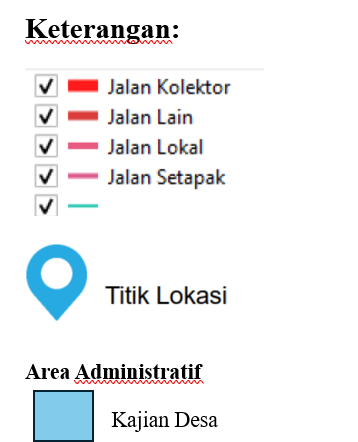 Keterangan:
Jalan Kolektor
Jalan Lain
Jalan Lokal
Jalan Setapak
Titik Lokasi
Area Administratif
Kajian Desa